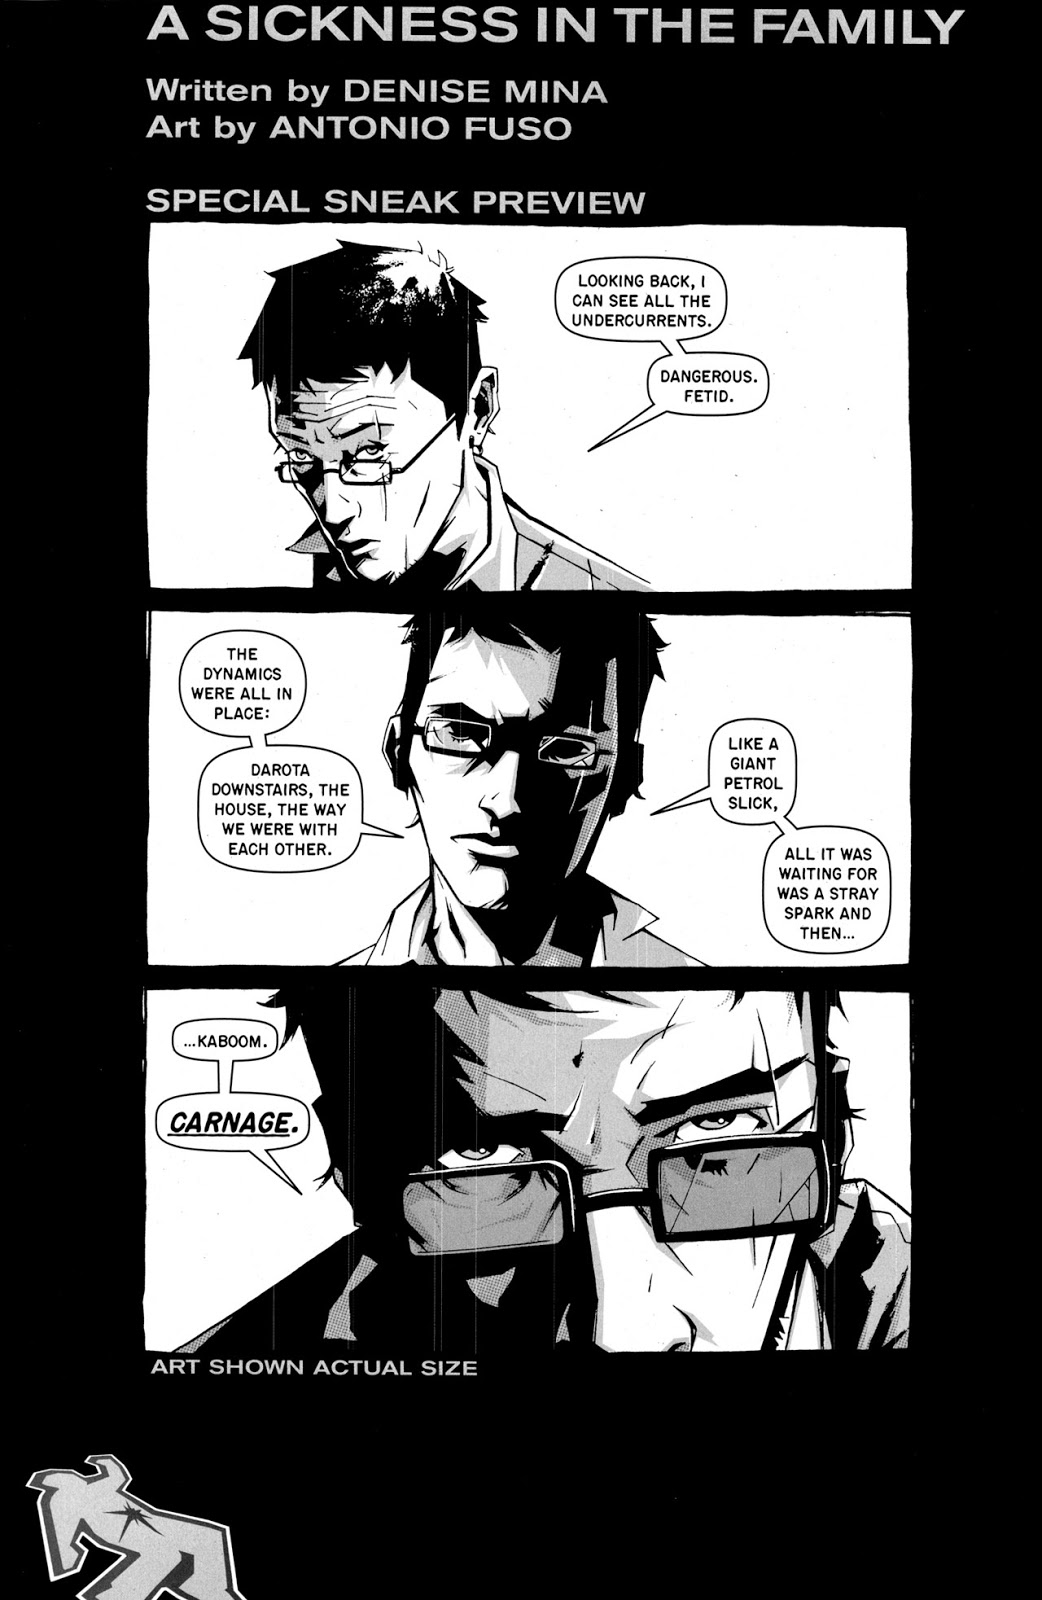 A SICKNESS IN THE FAMILY
Written by DENISE MINA
Art by ANTONIO FUSO
SPECIAL SNEAK PREVIEW
LOOKING BACK, I
CAN SEE ALL THE
UNDERCURRENTS.
DANGEROUS.
FETID.
THE
DYNAMICS
WERE ALL IN
PLACE:
DAROTA
DOWNSTAIRS, THE
HOUSE, THE WAY
WE WERE WITH
EACH OTHER.
LIKE A
GIANT
PETROL
SLICK,
ALL IT WAS
WAITING FOR
WAS A STRAY
SPARK AND
THEN...
...KABOOM.
CARNAGE.
ART SHOWN ACTUAL SIZE